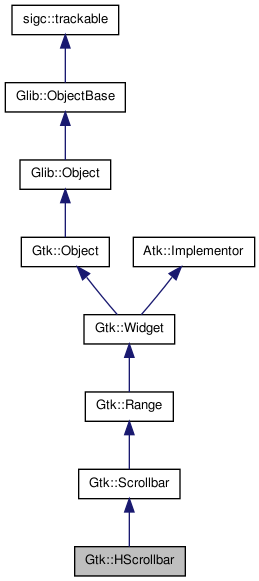 sigc::trackable
Glib::ObjectBase
Glib::Object
Gtk::Object
Atk::Implementor
Gtk::Widget
Gtk::Range
Gtk::Scrollbar
Gtk::HScrollbar